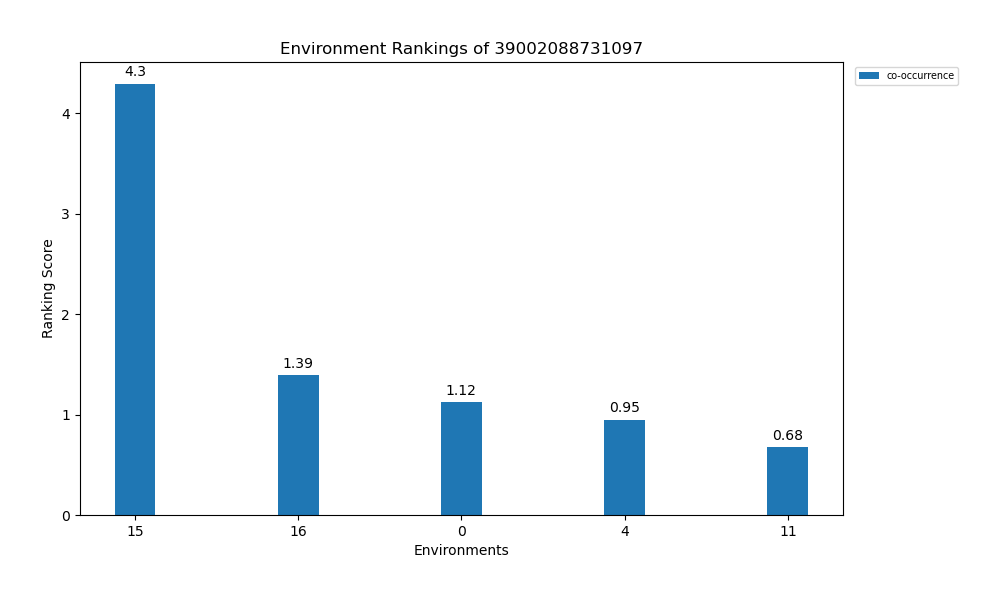 Environment Rankings of 39002088731097
4.3
co-occurrence
4
3
Ranking Score
2
1.39
1.12
0.95
1
0.68
0
15 16 0 4 11
Environments